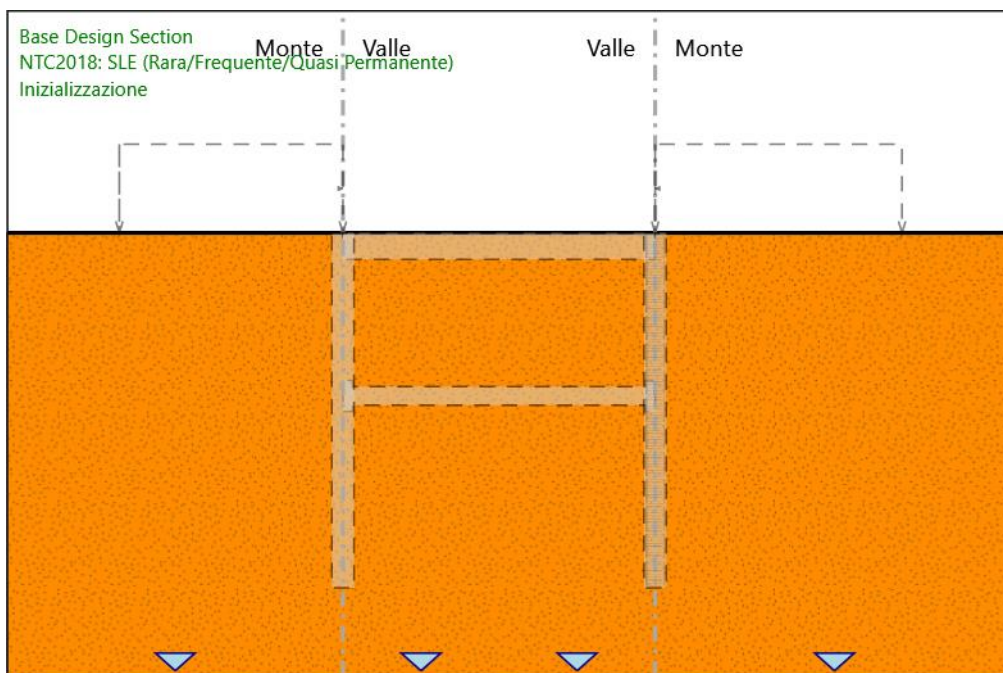 Base Design Section
Monte Valle Valle Monte
NTC2018: SLE (Rara/Frequente/Quasi Permanente)
Inizializzazione